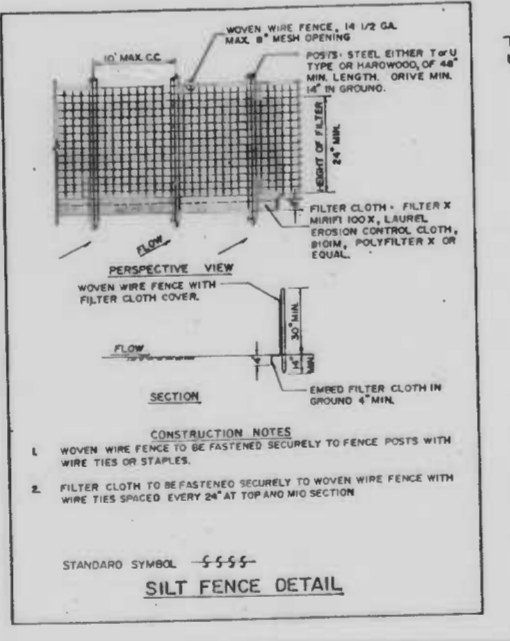 WOVEN WIRE FENCE, 14 1/2 GA.
MAX. 8" MESH OPENING
10' MAX. C.C.
POSTS- STEEL EITHER T or U
TYPE OR HARDWOOD, OF 48"
MIN. LENGTH. DRIVE MIN.
14" IN GROUND.
HEIGHT OF FILTER
24" MIN.
FILTER CLOTH - FILTER X
MIRIFI 100X, LAUREL
EROSION CONTROL CLOTH,
BIDIM, POLYFILTER X OR
EQUAL.
FLOW
PERSPECTIVE VIEW
WOVEN WIRE FENCE WITH
FILTER CLOTH COVER.
30" MIN.
FLOW
4"
14"
MIN.
EMBED FILTER CLOTH IN
GROUND 4" MIN.
SECTION
CONSTRUCTION NOTES
1. WOVEN WIRE FENCE TO BE FASTENED SECURELY TO FENCE POSTS WITH
WIRE TIES OR STAPLES.
2. FILTER CLOTH TO BE FASTENED SECURELY TO WOVEN WIRE FENCE WITH
WIRE TIES SPACED EVERY 24" AT TOP AND MID SECTION
STANDARD SYMBOL -SSSS-
SILT FENCE DETAIL